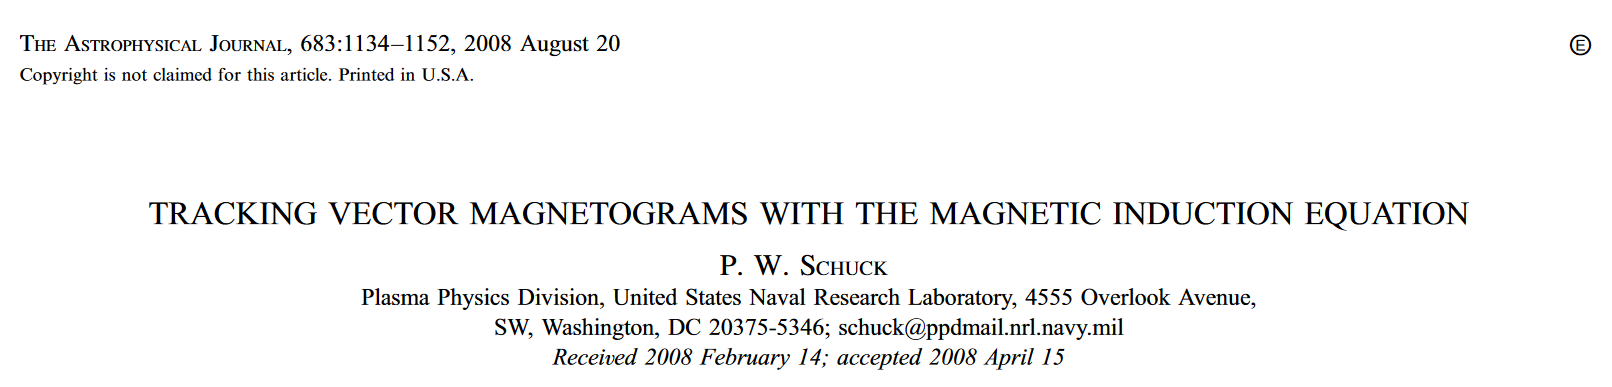 THE ASTROPHYSICAL JOURNAL, 683:1134–1152, 2008 August 20
Ⓔ
Copyright is not claimed for this article. Printed in U.S.A.
TRACKING VECTOR MAGNETOGRAMS WITH THE MAGNETIC INDUCTION EQUATION
P. W. SCHUCK
Plasma Physics Division, United States Naval Research Laboratory, 4555 Overlook Avenue,
SW, Washington, DC 20375-5346; schuck@ppdmail.nrl.navy.mil
Received 2008 February 14; accepted 2008 April 15